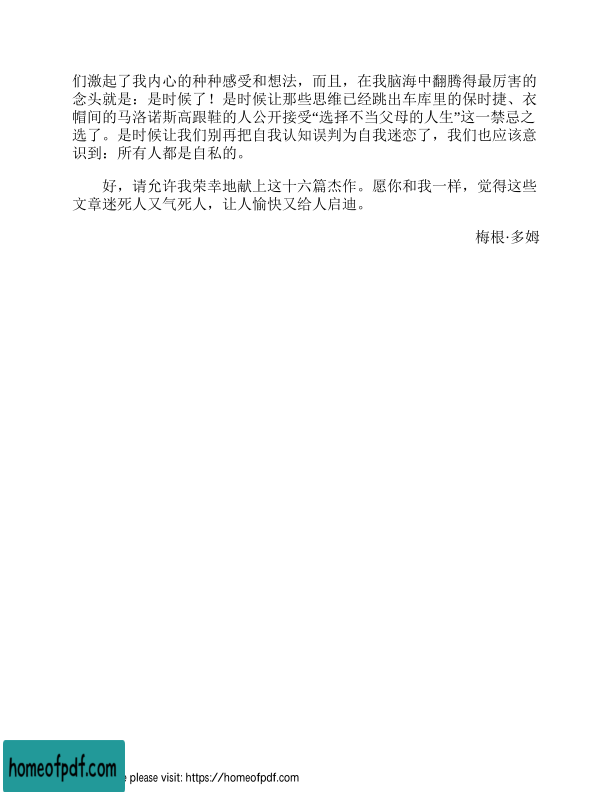 们激起了我内心的种种感受和想法，而且，在我脑海中翻腾得最厉害的
念头就是：是时候了！是时候让那些思维已经跳出车库里的保时捷、衣
帽间的马洛诺斯高跟鞋的人公开接受“选择不当父母的人生”这一禁忌之
选了。是时候让我们别再把自我认知误判为自我迷恋了，我们也应该意
识到：所有人都是自私的。
好，请允许我荣幸地献上这十六篇杰作。愿你和我一样，觉得这些
文章迷死人又气死人，让人愉快又给人启迪。
梅根·多姆
homeofpdf.com
e please visit: https://homeofpdf.com